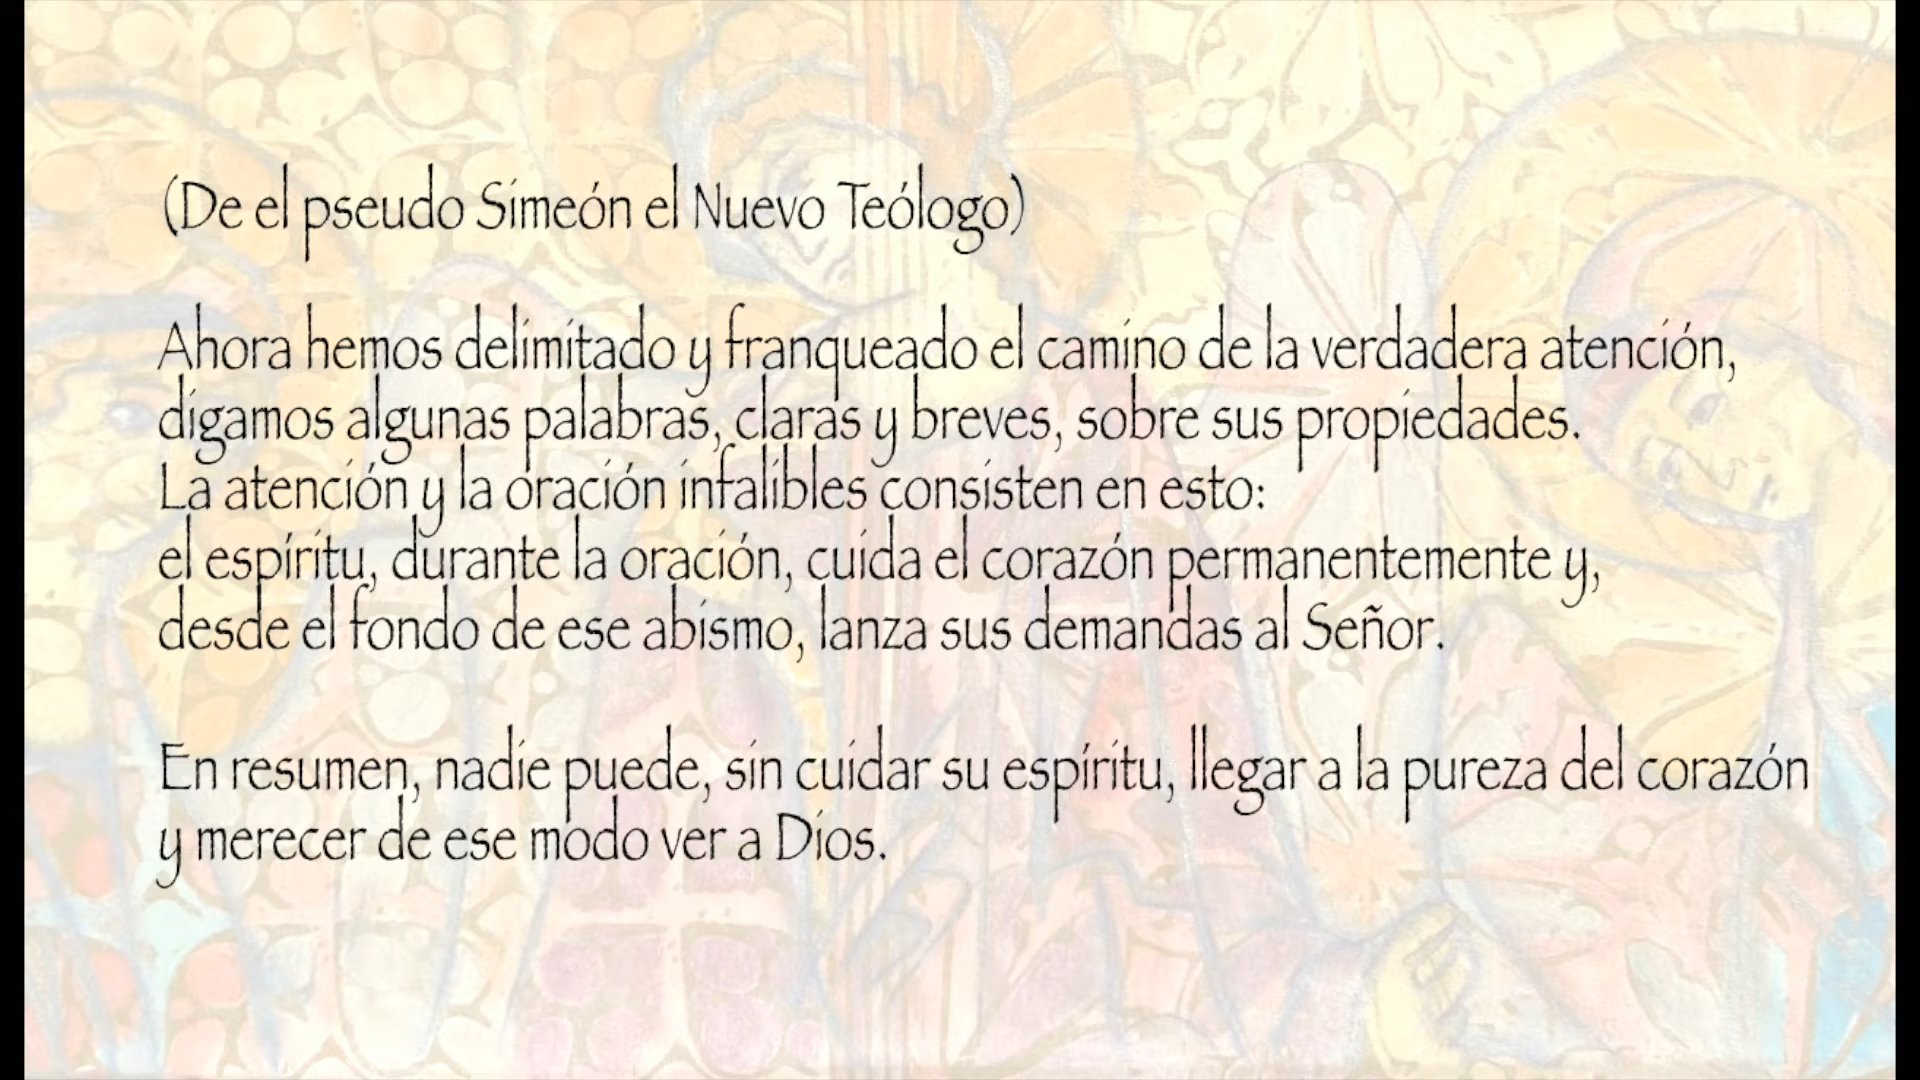 (De el pseudo Simeón el Nuevo Teólogo)
Ahora hemos delimitado y franqueado el camino de la verdadera atención,
digamos algunas palabras, claras y breves, sobre sus propiedades.
La atención y la oración infalibles consisten en esto:
el espíritu, durante la oración, cuida el corazón permanentemente y,
desde el fondo de ese abismo, lanza sus demandas al Señor.
En resumen, nadie puede, sin cuidar su espíritu, llegar a la pureza del corazón
y merecer de ese modo ver a Dios.